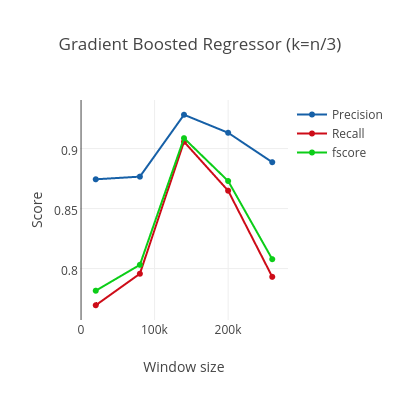 Gradient Boosted Regressor (k=n/3)
Precision
Recall
fscore
0.9
0.85
0.8
Score
0
100k
200k
Window size